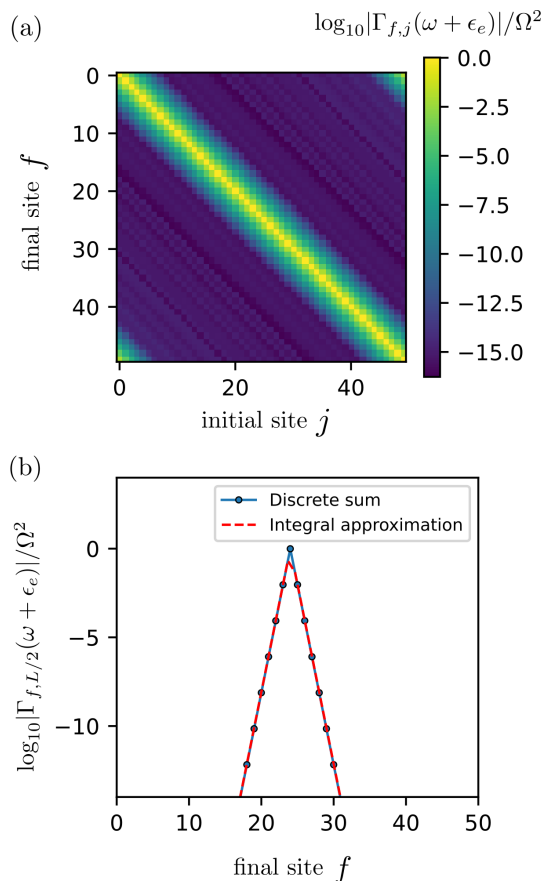 (a)
log₁₀|Γ_{f,j}(ω + ϵₑ)|/Ω²
0
10
20
30
40
final site f
0 20 40
initial site j
0.0
−2.5
−5.0
−7.5
−10.0
−12.5
−15.0
(b)
Discrete sum
Integral approximation
0
−5
−10
log₁₀|Γ_{f,L/2}(ω + ϵₑ)|/Ω²
0 10 20 30 40 50
final site f